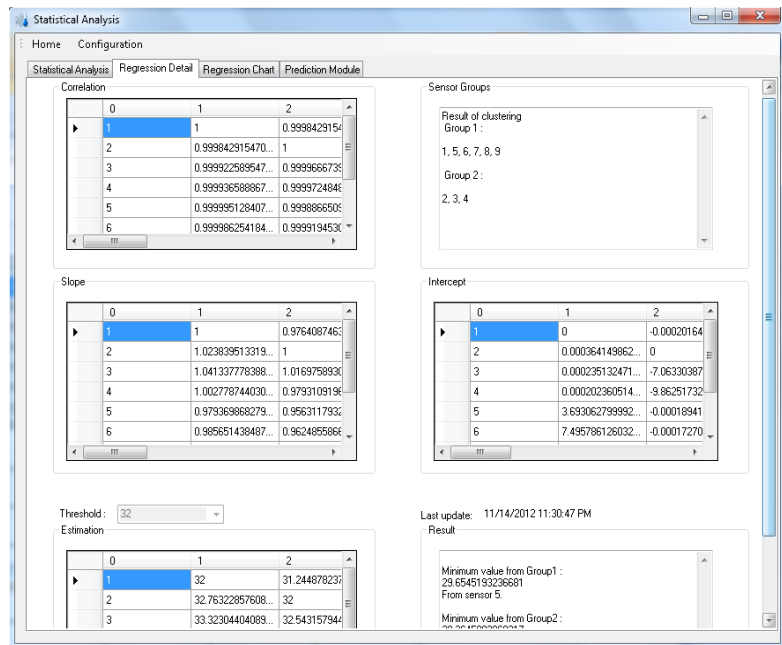 Statistical Analysis
Home Configuration
Statistical Analysis Regression Detail Regression Chart Prediction Module
Correlation
0 1 2
1 1 0.9998429154
2 0.999842915470... 1
3 0.999922589547... 0.9999666735
4 0.999936588867... 0.9999724848
5 0.999995128407... 0.9998866505
6 0.999986254184... 0.9999194530
Sensor Groups
Result of clustering
Group 1 :
1, 5, 6, 7, 8, 9
Group 2 :
2, 3, 4
Slope
0 1 2
1 1 0.9764087463
2 1.023839513319... 1
3 1.041337778388... 1.0169758930
4 1.002778744030... 0.9793109196
5 0.979369868279... 0.9563117932
6 0.985651438487... 0.9624855866
Intercept
0 1 2
1 0 -0.00020164
2 0.000364149862... 0
3 0.000235132471... -7.06330387
4 0.000202360514... -9.86251732
5 3.693062799992... -0.00018941
6 7.495786126032... -0.00017270
Threshold : 32
Last update: 11/14/2012 11:30:47 PM
Estimation
0 1 2
1 32 31.244878237
2 32.76322857608... 32
3 33.32304404089... 32.543157944
Result
Minimum value from Group1 :
29.6545193236681
From sensor 5.
Minimum value from Group2 :